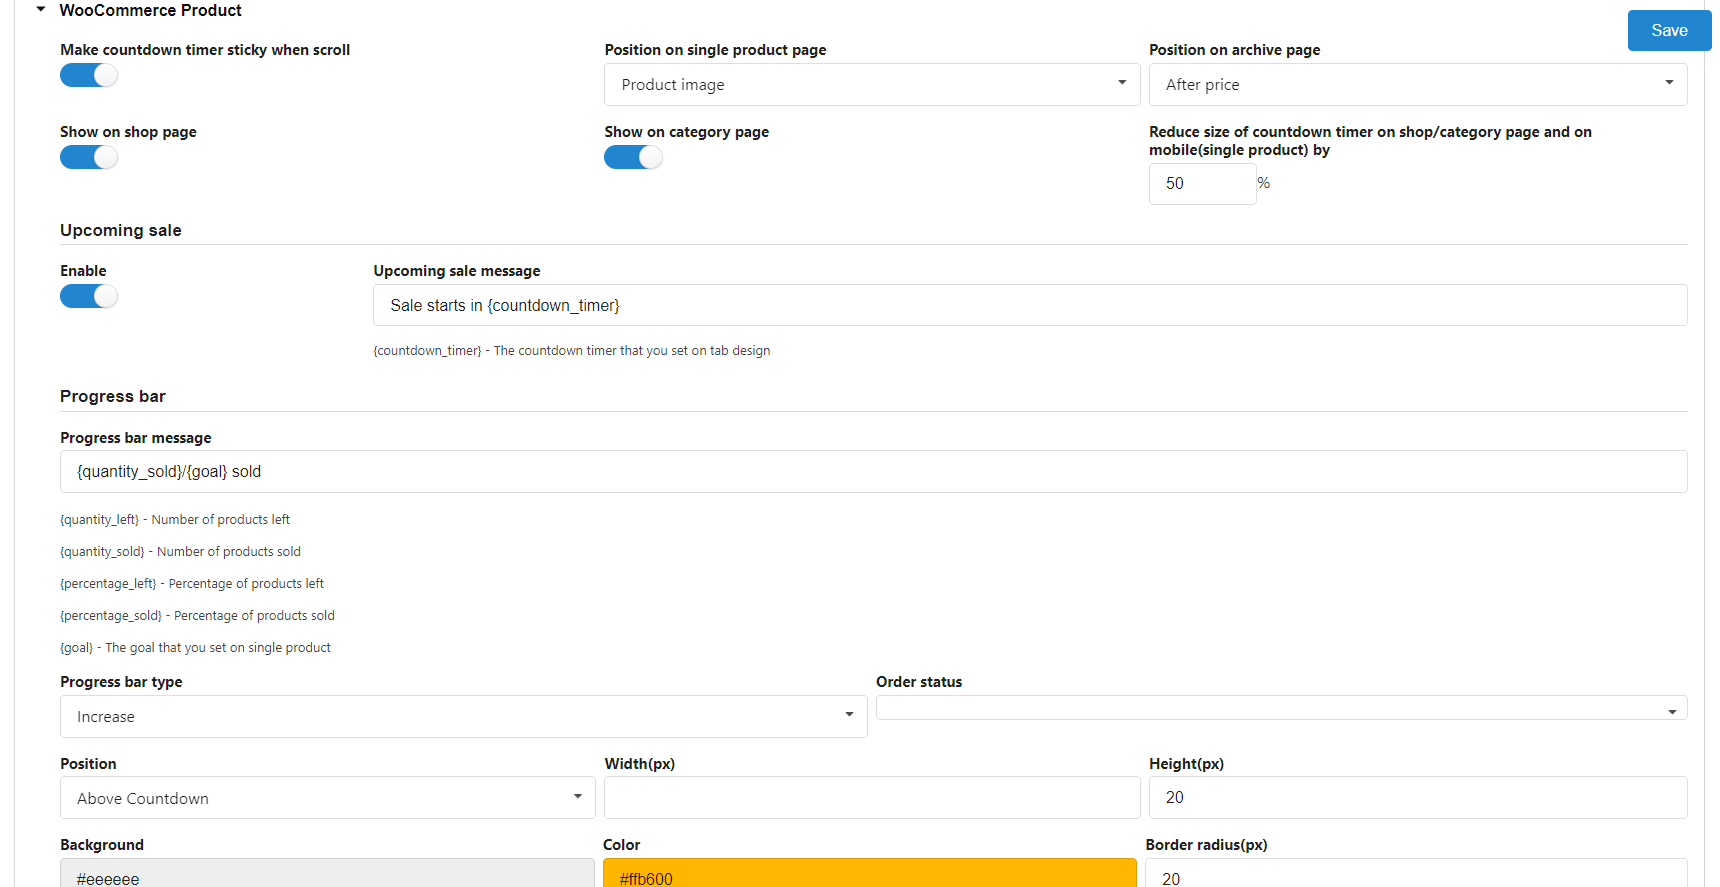 WooCommerce Product
Save
Make countdown timer sticky when scroll
Position on single product page
Position on archive page
Product image
After price
Show on shop page
Show on category page
Reduce size of countdown timer on shop/category page and on
mobile(single product) by
50
%
Upcoming sale
Enable
Upcoming sale message
Sale starts in {countdown_timer}
{countdown_timer} - The countdown timer that you set on tab design
Progress bar
Progress bar message
{quantity_sold}/{goal} sold
{quantity_left} - Number of products left
{quantity_sold} - Number of products sold
{percentage_left} - Percentage of products left
{percentage_sold} - Percentage of products sold
{goal} - The goal that you set on single product
Progress bar type
Order status
Increase
Position
Width(px)
Height(px)
Above Countdown
20
Background
Color
Border radius(px)
#eeeeee
#ffb600
20